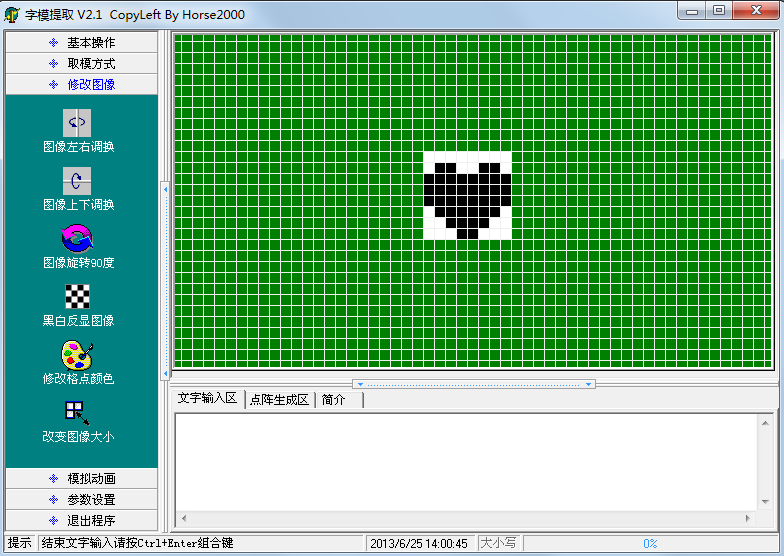 字模提取 V2.1 CopyLeft By Horse2000
基本操作
取模方式
修改图像
图像左右调换
图像上下调换
图像旋转90度
黑白反显图像
修改格点颜色
改变图像大小
模拟动画
参数设置
退出程序
文字输入区 点阵生成区 简介
提示 结束文字输入请按Ctrl+Enter组合键 2013/6/25 14:00:45 大小写 0%